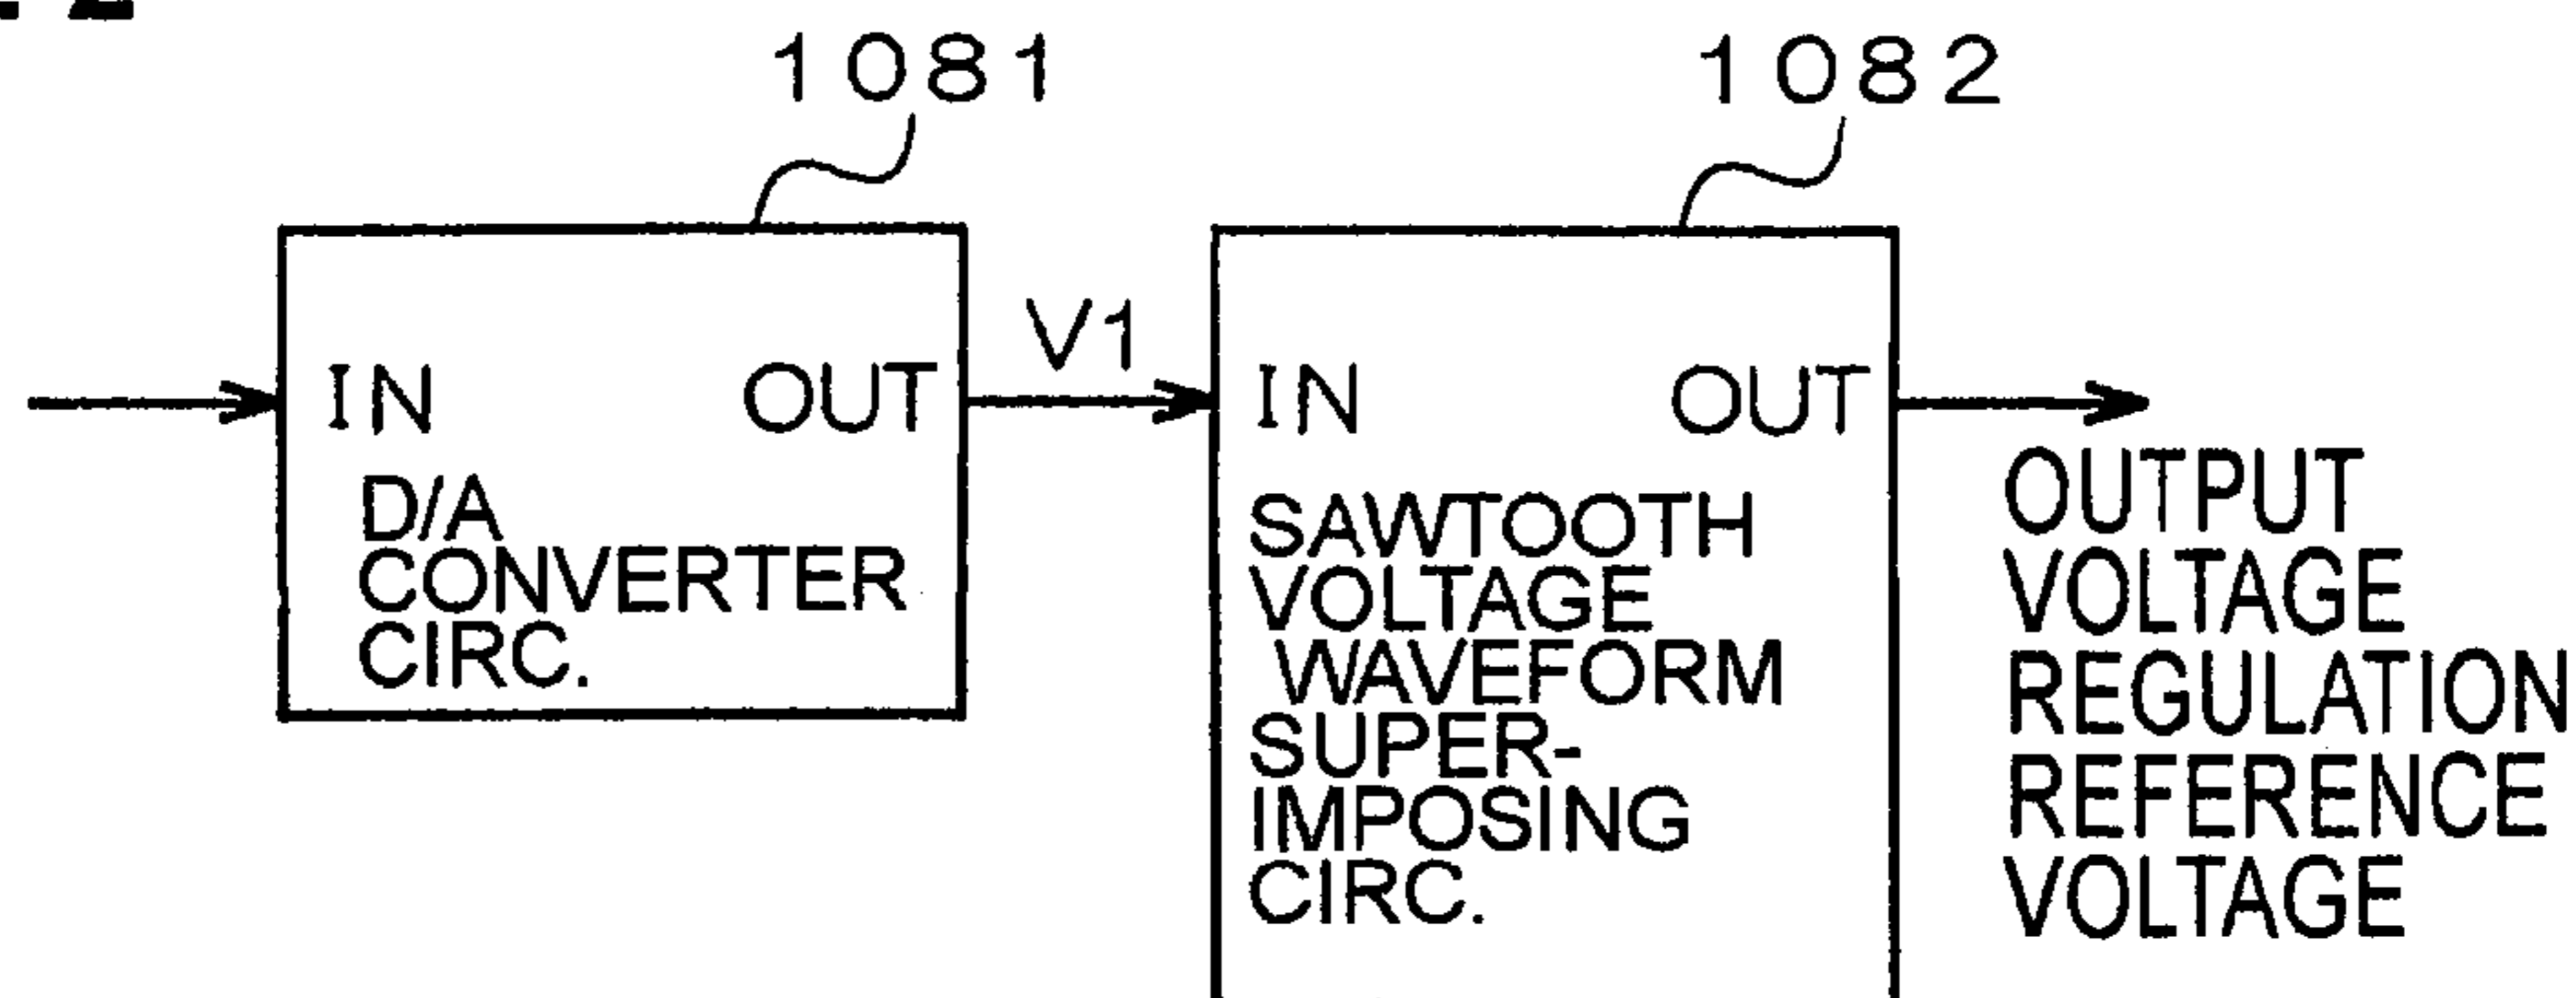 1081
1082
V1
IN OUT
D/A
CONVERTER
CIRC.
IN OUT
SAWTOOTH
VOLTAGE
WAVEFORM
SUPER-
IMPOSING
CIRC.
OUTPUT
VOLTAGE
REGULATION
REFERENCE
VOLTAGE